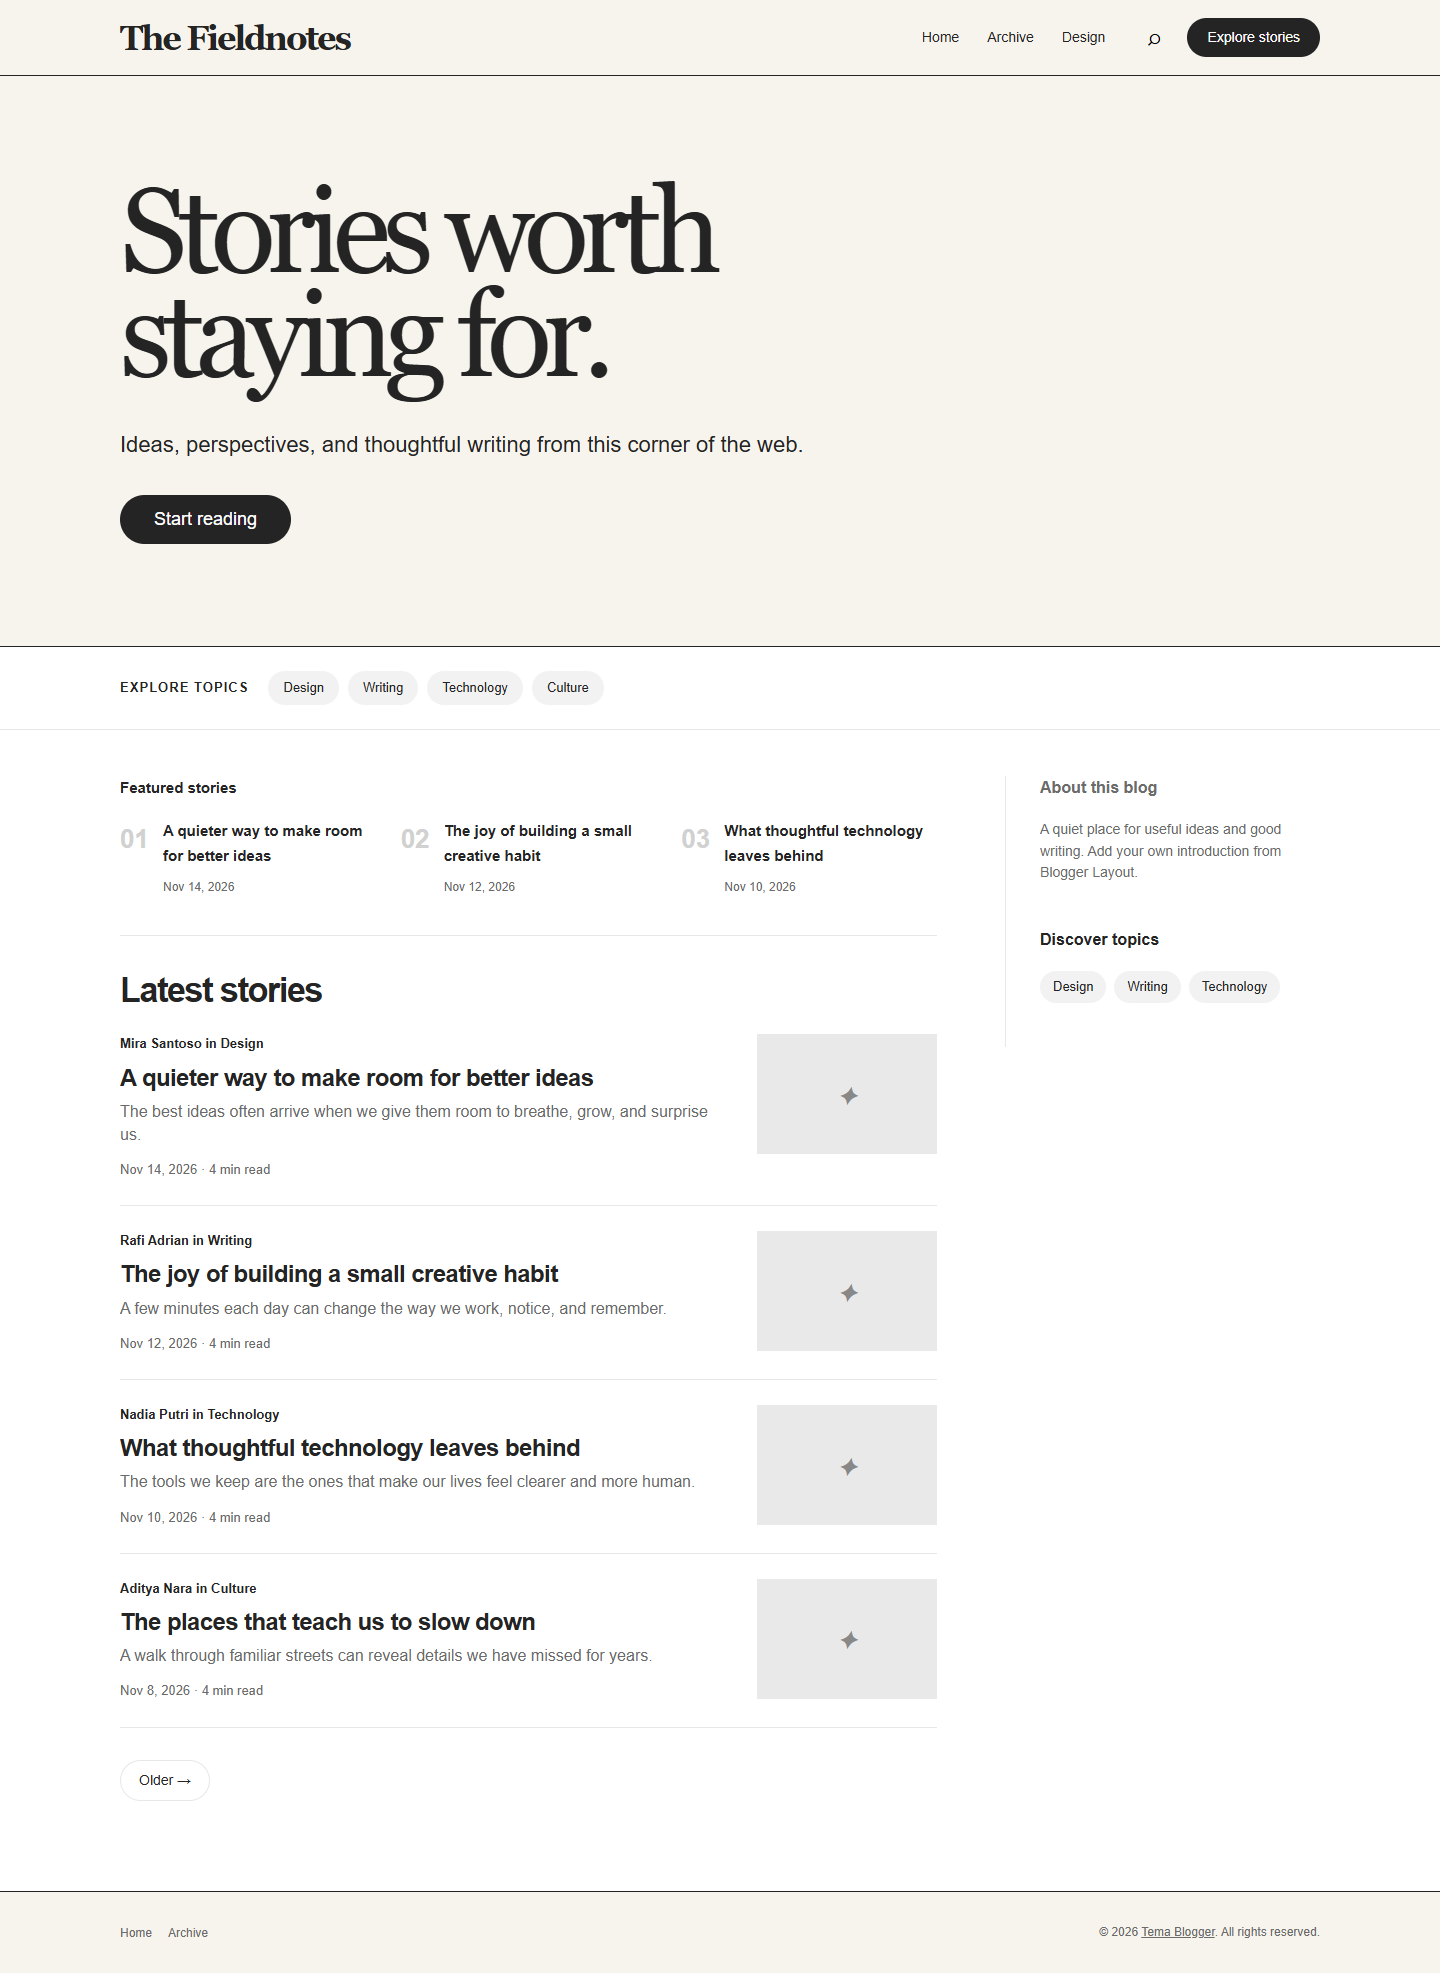 The Fieldnotes
Home Archive Design Explore stories
Stories worth
staying for.
Ideas, perspectives, and thoughtful writing from this corner of the web.
Start reading
EXPLORE TOPICS Design Writing Technology Culture
Featured stories
01
A quieter way to make room
for better ideas
Nov 14, 2026
02
The joy of building a small
creative habit
Nov 12, 2026
03
What thoughtful technology
leaves behind
Nov 10, 2026
Latest stories
Mira Santoso in Design
A quieter way to make room for better ideas
The best ideas often arrive when we give them room to breathe, grow, and surprise
us.
Nov 14, 2026 · 4 min read
Rafi Adrian in Writing
The joy of building a small creative habit
A few minutes each day can change the way we work, notice, and remember.
Nov 12, 2026 · 4 min read
Nadia Putri in Technology
What thoughtful technology leaves behind
The tools we keep are the ones that make our lives feel clearer and more human.
Nov 10, 2026 · 4 min read
Aditya Nara in Culture
The places that teach us to slow down
A walk through familiar streets can reveal details we have missed for years.
Nov 8, 2026 · 4 min read
Older →
About this blog
A quiet place for useful ideas and good
writing. Add your own introduction from
Blogger Layout.
Discover topics
Design Writing Technology
Home Archive
© 2026 Tema Blogger. All rights reserved.